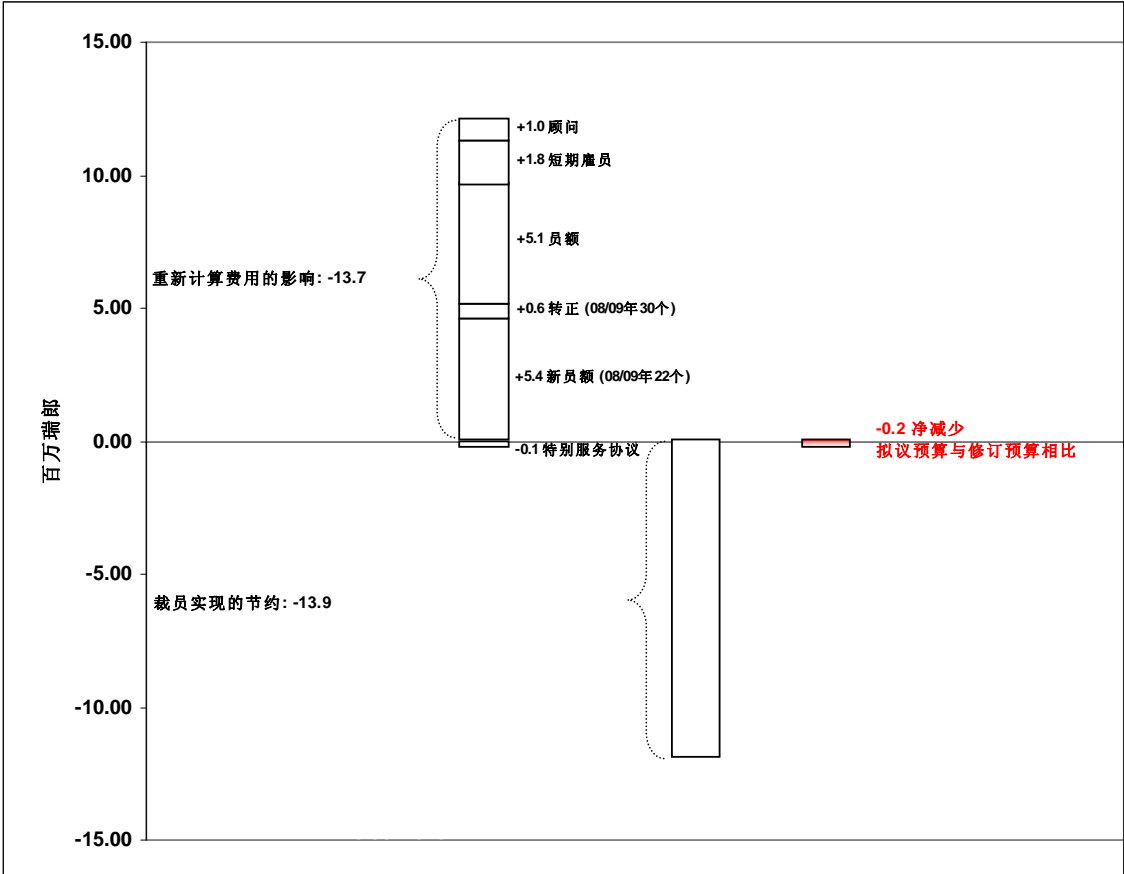 15.00
+1.0 顾问
+1.8 短期雇员
10.00
+5.1 员额
重新计算费用的影响: -13.7
5.00
+0.6 转正 (08/09年30个)
+5.4 新员额 (08/09年22个)
百万瑞郎
0.00
-0.1 特别服务协议
-0.2 净减少
拟议预算与修订预算相比
-5.00
裁员实现的节约: -13.9
-10.00
-15.00